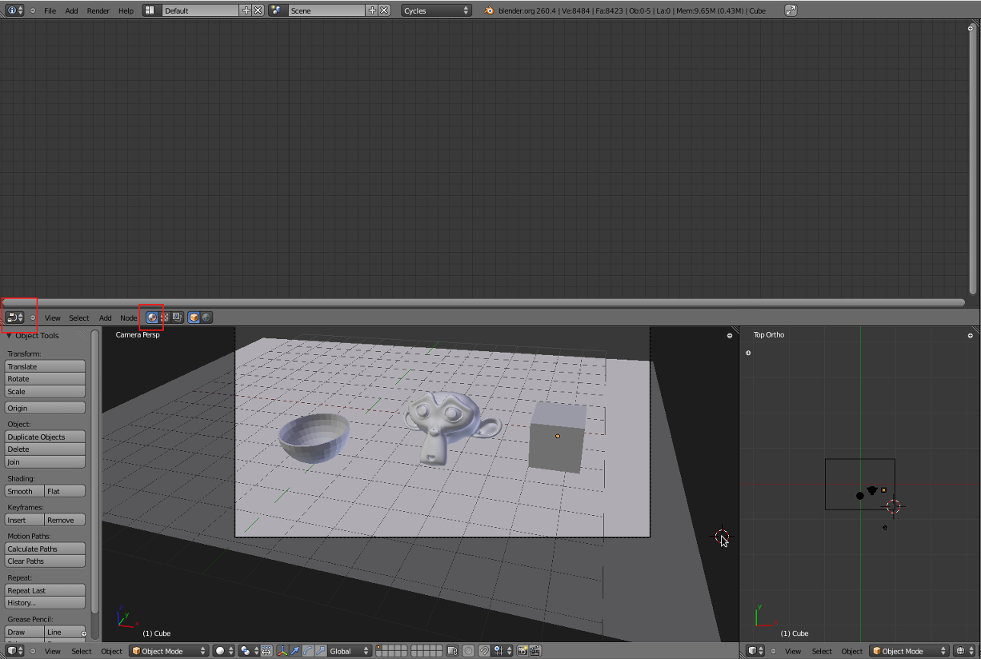 File Add Render Help Default Scene Cycles blender.org 260.4 | Ve:8484 | Fa:8423 | Ob:0-5 | La:0 | Mem:9.65M (0.43M) | Cube
View Select Add Node
Object Tools
Transform:
Translate
Rotate
Scale
Origin
Object:
Duplicate Objects
Delete
Join
Shading:
Smooth Flat
Keyframes:
Insert Remove
Motion Paths:
Calculate Paths
Clear Paths
Repeat:
Repeat Last
History...
Grease Pencil:
Draw Line
Camera Persp
(1) Cube
Top Ortho
(1) Cube
View Select Object Object Mode Global
View Select Object Object Mode